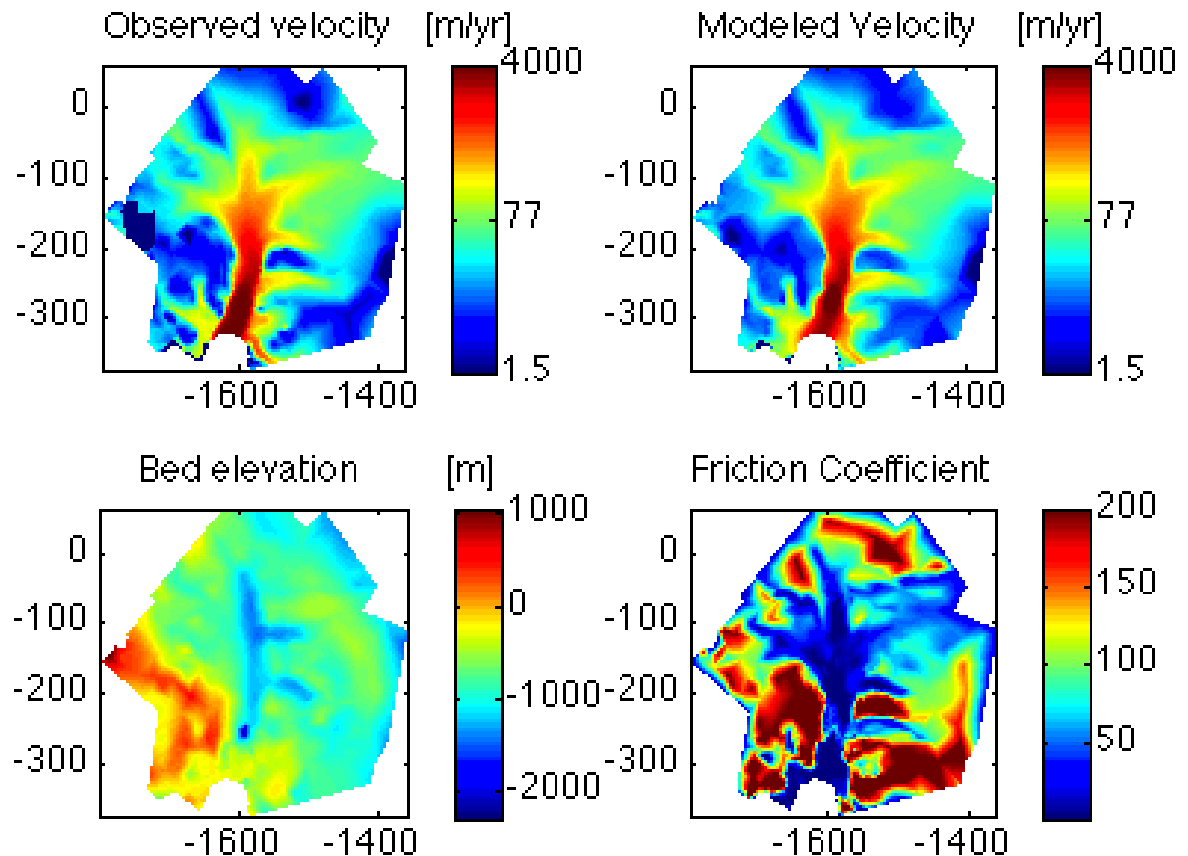 Observed velocity [m/yr] Modeled Velocity [m/yr]
4000 4000
0 0
-100 -100
77 77
-200 -200
-300 -300
1.5 1.5
-1600 -1400 -1600 -1400
Bed elevation [m] Friction Coefficient
1000 200
0 0
150
-100 0 -100
100
-200 -1000 -200
50
-300 -2000 -300
-1600 -1400 -1600 -1400